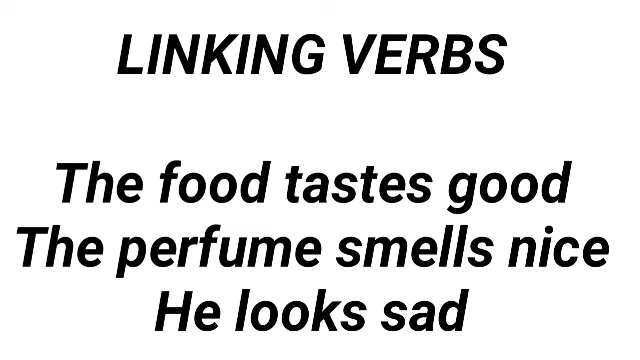 LINKING VERBS
The food tastes good
The perfume smells nice
He looks sad